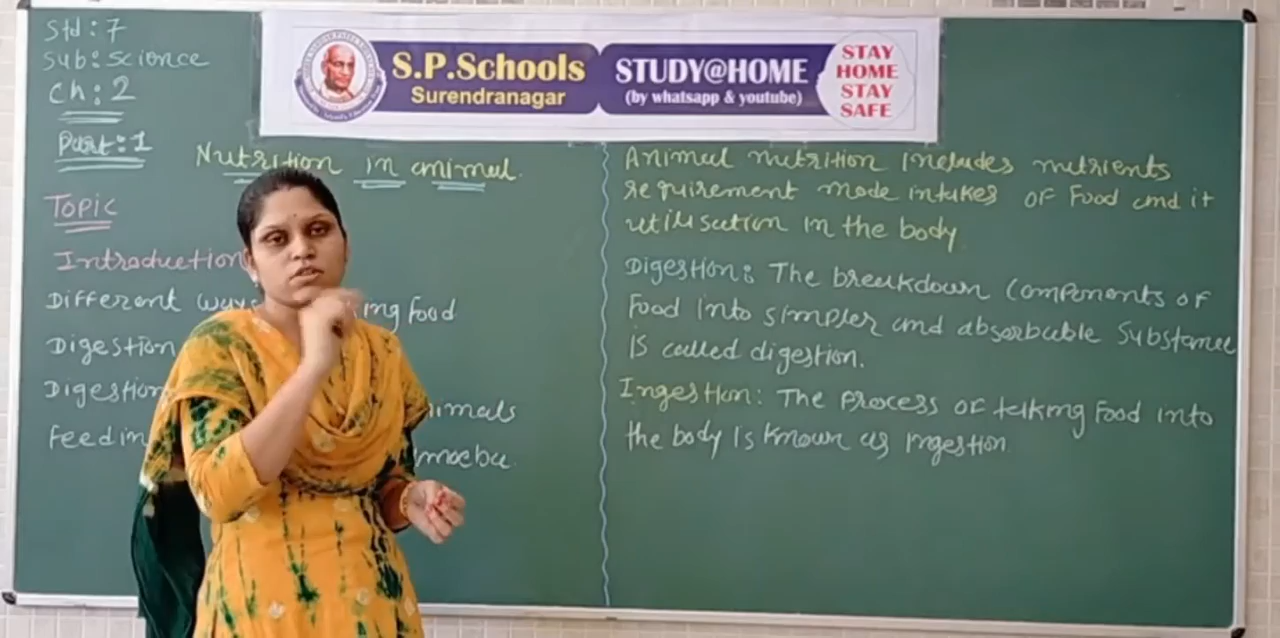 Std: 7
Sub: Science
Ch: 2
Part: 1
S.P.Schools
Surendranagar
STUDY@HOME
(by whatsapp & youtube)
STAY
HOME
STAY
SAFE
Nutrition in animal.
TOPIC
Introduction
Different ways ing food
Digestion
Digestion nimals
Feedin moeba.
Animal nutrition includes nutrients
requirement mode intakes of food and it
utilisation in the body
Digestion: The breakdown components of
food into simpler and absorbable substance
is called digestion.
Ingestion: The process of talking food into
the body is known as ingestion.